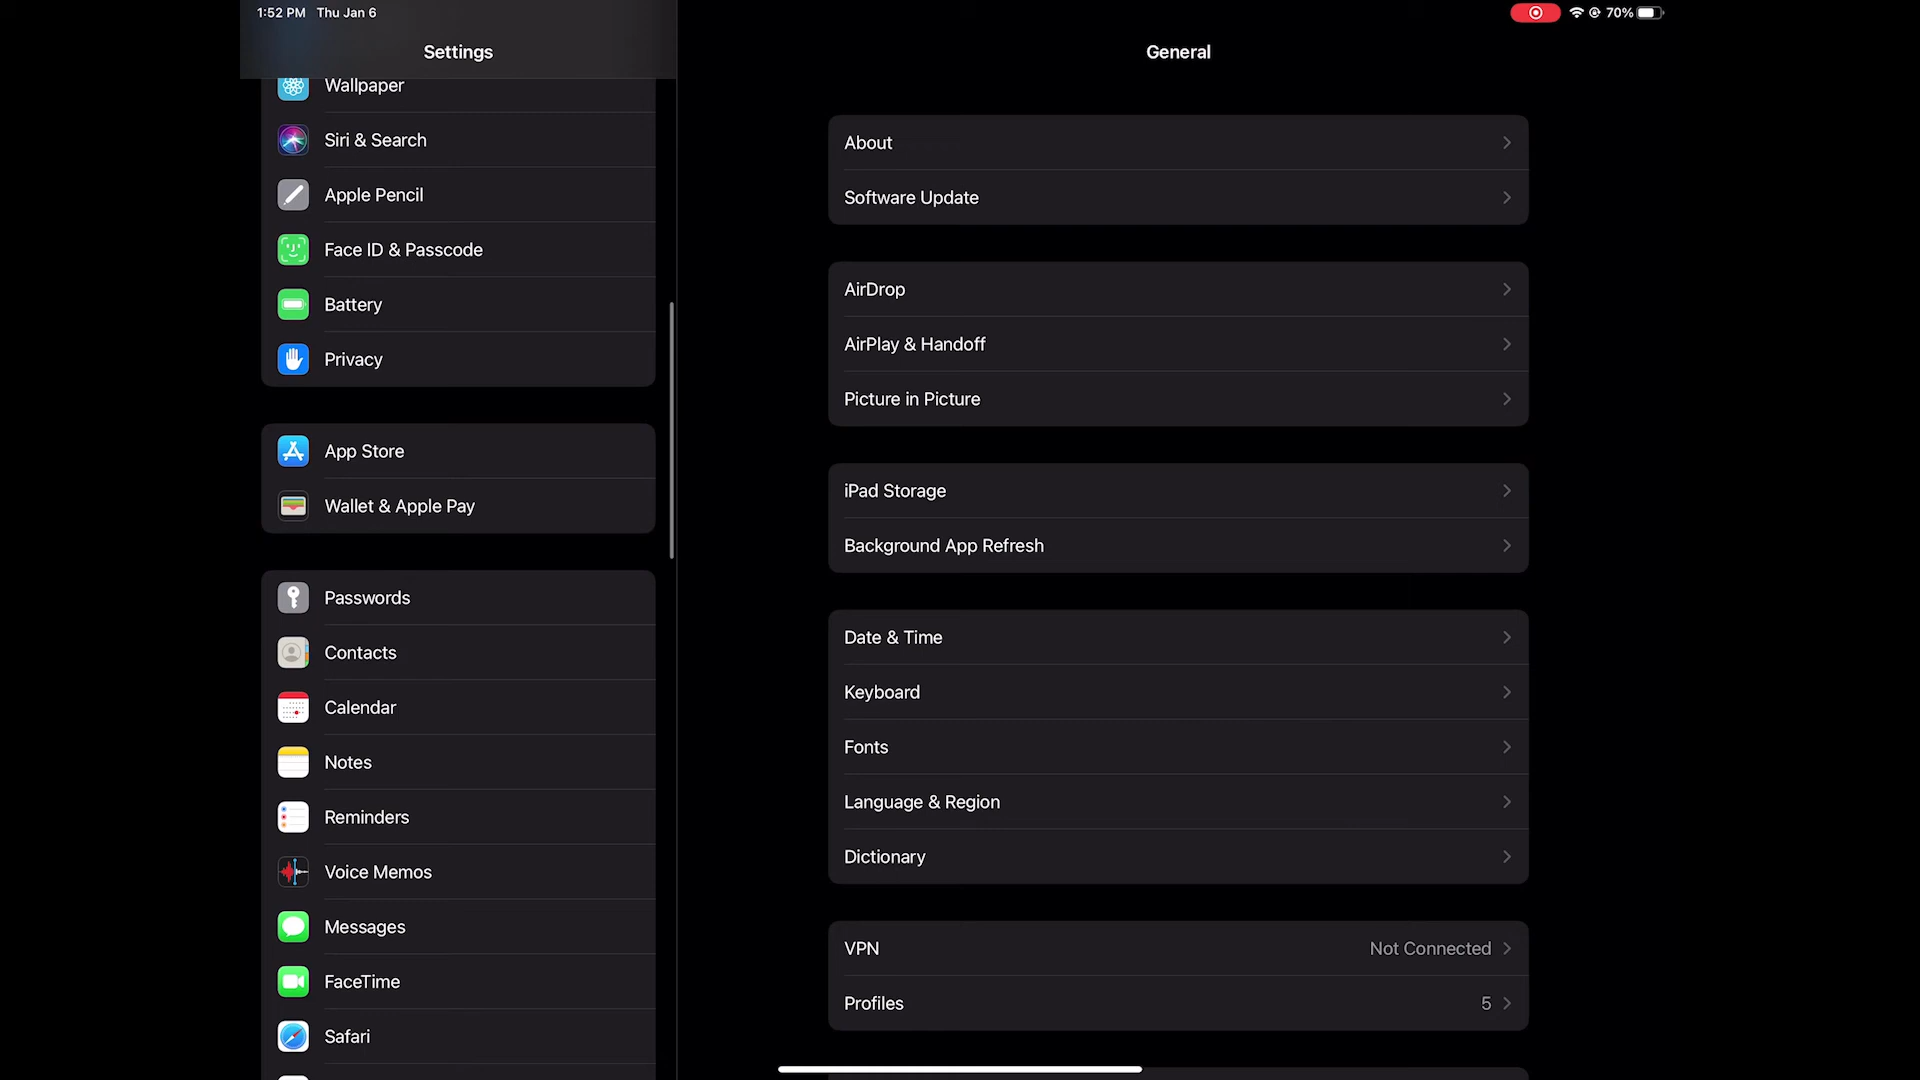 1:52 PM Thu Jan 6
70%
Settings
Wallpaper
Siri & Search
Apple Pencil
Face ID & Passcode
Battery
Privacy
App Store
Wallet & Apple Pay
Passwords
Contacts
Calendar
Notes
Reminders
Voice Memos
Messages
FaceTime
Safari
General
About
Software Update
AirDrop
AirPlay & Handoff
Picture in Picture
iPad Storage
Background App Refresh
Date & Time
Keyboard
Fonts
Language & Region
Dictionary
VPN Not Connected
Profiles 5